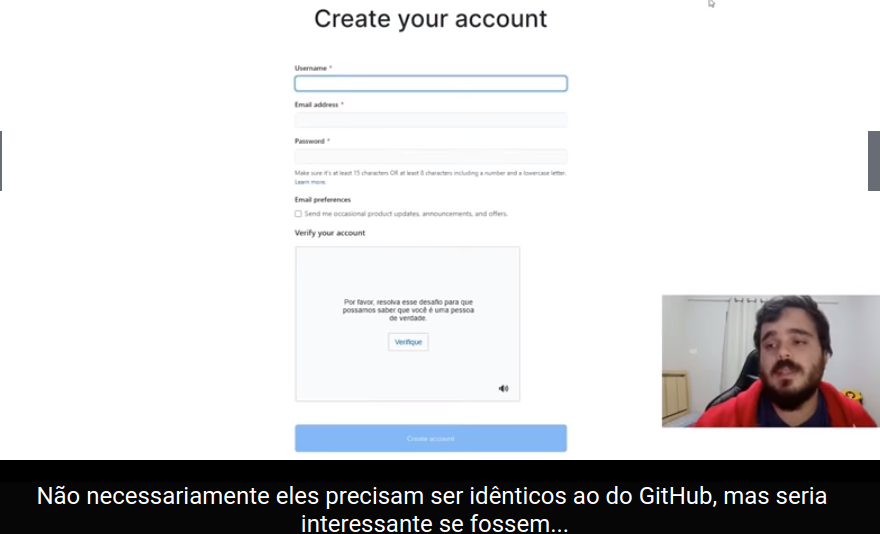 Create your account
Username *
Email address *
Password *
Make sure it's at least 15 characters OR at least 8 characters including a number and a lowercase letter.
Learn more.
Email preferences
Send me occasional product updates, announcements, and offers.
Verify your account
Por favor, resolva esse desafio para que
possamos saber que você é uma pessoa
de verdade.
Verifique
Create account
Não necessariamente eles precisam ser idênticos ao do GitHub, mas seria
interessante se fossem...